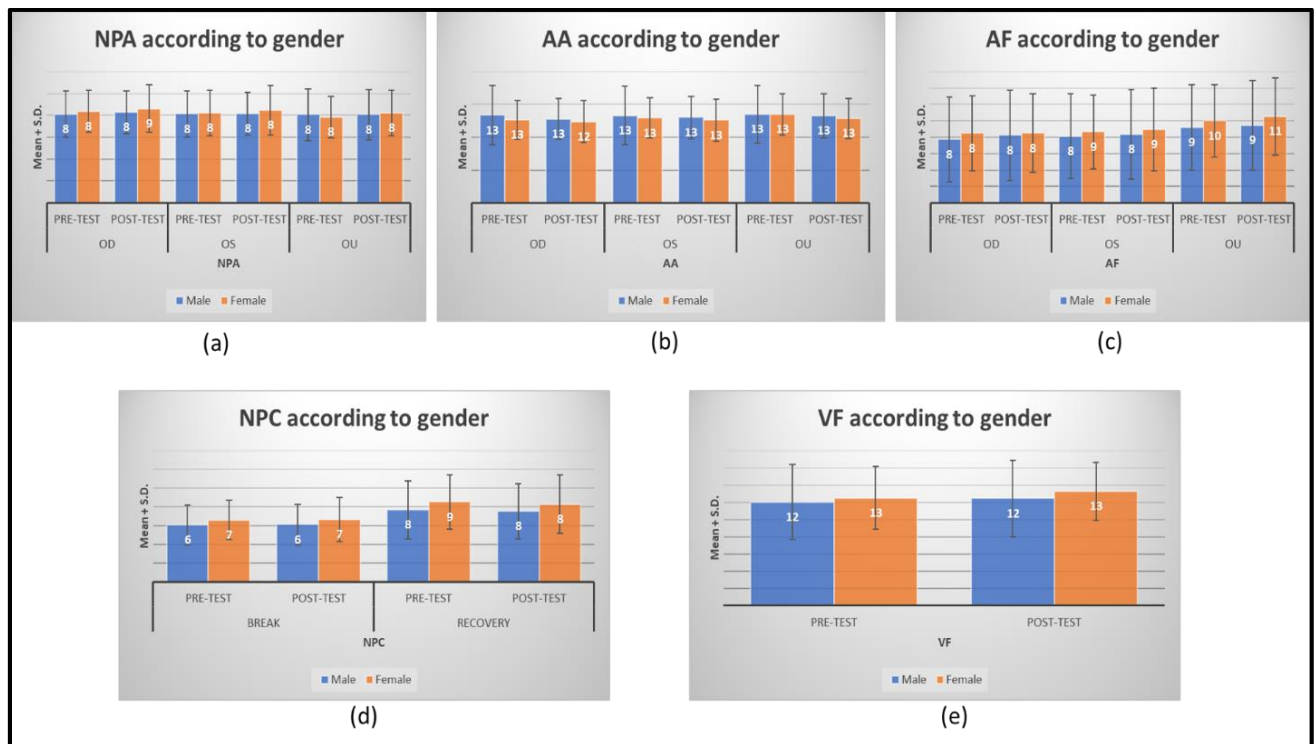 NPA according to gender
Mean + S.D.
8 8 8 9 8 8 8 8 8 8 8 8
PRE-TEST POST-TEST PRE-TEST POST-TEST PRE-TEST POST-TEST
OD OS OU
NPA
Male Female
(a)
AA according to gender
Mean + S.D.
13 13 13 12 13 13 13 13 13 13 13 13
PRE-TEST POST-TEST PRE-TEST POST-TEST PRE-TEST POST-TEST
OD OS OU
AA
Male Female
(b)
AF according to gender
Mean + S.D.
8 8 8 8 8 9 8 9 9 10 9 11
PRE-TEST POST-TEST PRE-TEST POST-TEST PRE-TEST POST-TEST
OD OS OU
AF
Male Female
(c)
NPC according to gender
Mean + S.D.
6 7 6 7 8 9 8 8
PRE-TEST POST-TEST PRE-TEST POST-TEST
BREAK RECOVERY
NPC
Male Female
(d)
VF according to gender
Mean + S.D.
12 13 12 13
PRE-TEST POST-TEST
VF
Male Female
(e)